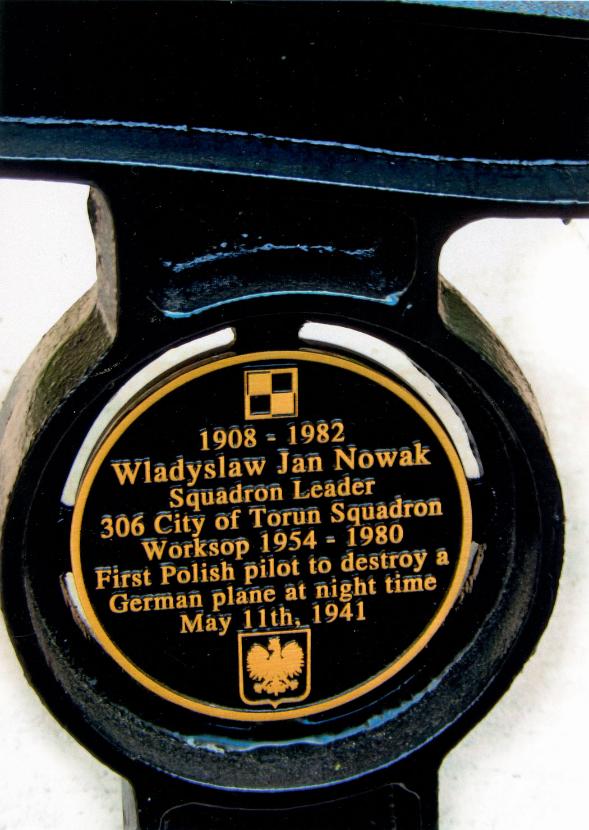 1908 - 1982
Wladyslaw Jan Nowak
Squadron Leader
306 City of Torun Squadron
Worksop 1954 - 1980
First Polish pilot to destroy a
German plane at night time
May 11th, 1941